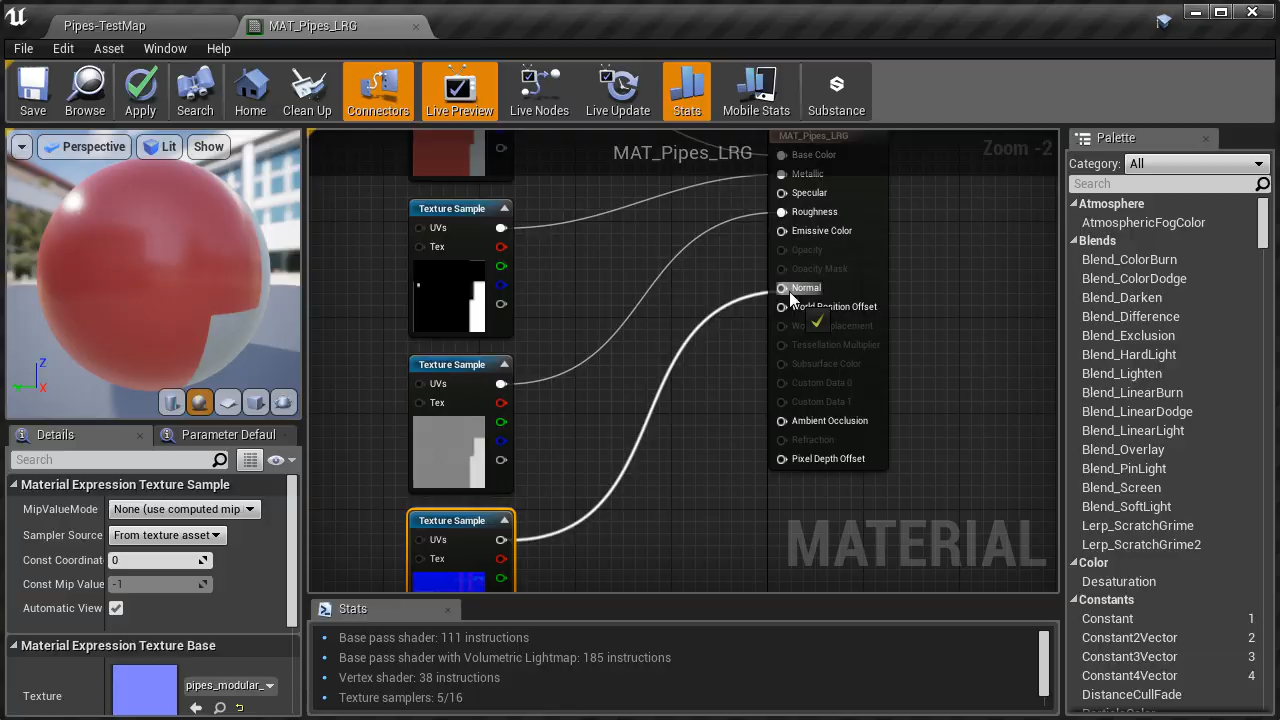 Pipes-TestMap
MAT_Pipes_LRG
File Edit Asset Window Help
Save Browse Apply Search Home Clean Up Connectors Live Preview Live Nodes Live Update Stats Mobile Stats Substance
Perspective Lit Show
Z
X
MAT_Pipes_LRG
Zoom -2
MAT_Pipes_LRG
Base Color
Metallic
Specular
Roughness
Emissive Color
Opacity
Opacity Mask
Normal
World Position Offset
Tessellation Multiplier
Subsurface Color
Custom Data 0
Custom Data 1
Ambient Occlusion
Refraction
Pixel Depth Offset
Texture Sample
UVs
Tex
Texture Sample
UVs
Tex
Texture Sample
UVs
Tex
MATERIAL
Details
Parameter Defaul
Search
Material Expression Texture Sample
MipValueMode None (use computed mip
Sampler Source From texture asset
Const Coordinat 0
Const Mip Value -1
Automatic View
Material Expression Texture Base
Texture pipes_modular_
Stats
Base pass shader: 111 instructions
Base pass shader with Volumetric Lightmap: 185 instructions
Vertex shader: 38 instructions
Texture samplers: 5/16
Palette
Category: All
Search
Atmosphere
AtmosphericFogColor
Blends
Blend_ColorBurn
Blend_ColorDodge
Blend_Darken
Blend_Difference
Blend_Exclusion
Blend_HardLight
Blend_Lighten
Blend_LinearBurn
Blend_LinearDodge
Blend_LinearLight
Blend_Overlay
Blend_PinLight
Blend_Screen
Blend_SoftLight
Lerp_ScratchGrime
Lerp_ScratchGrime2
Color
Desaturation
Constants
Constant 1
Constant2Vector 2
Constant3Vector 3
Constant4Vector 4
DistanceCullFade